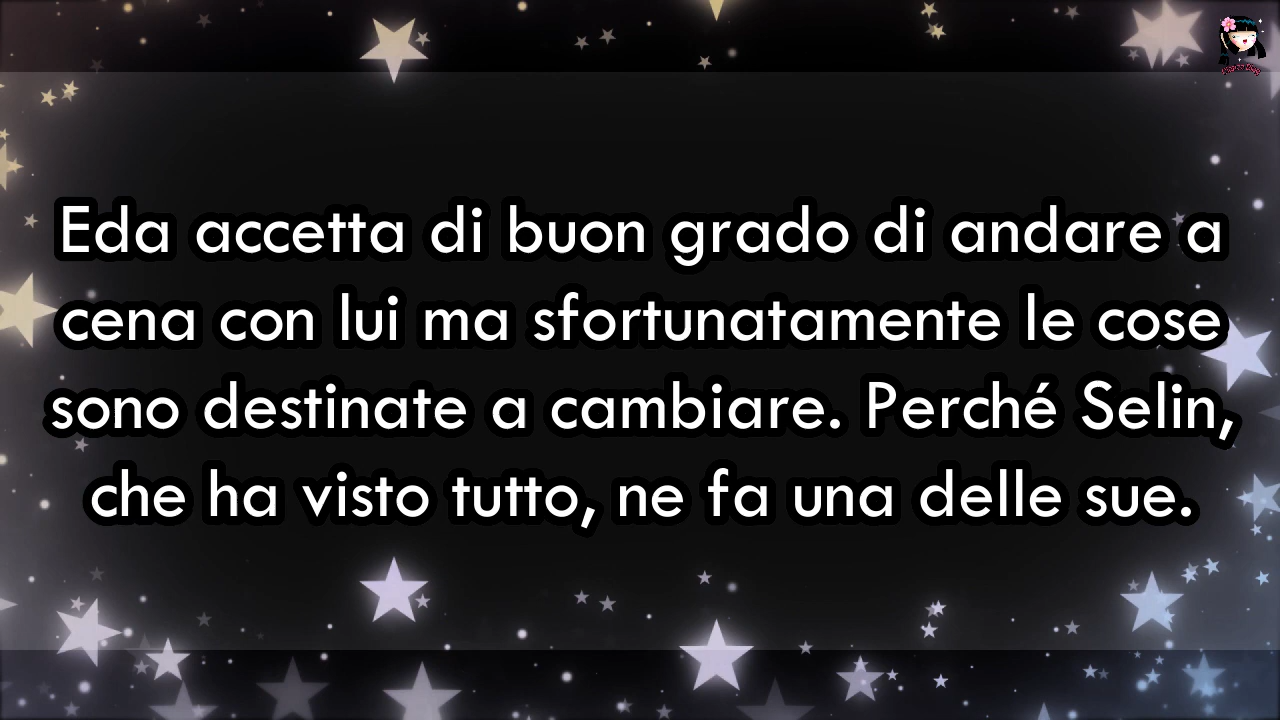 Eda accetta di buon grado di andare a
cena con lui ma sfortunatamente le cose
sono destinate a cambiare. Perché Selin,
che ha visto tutto, ne fa una delle sue.